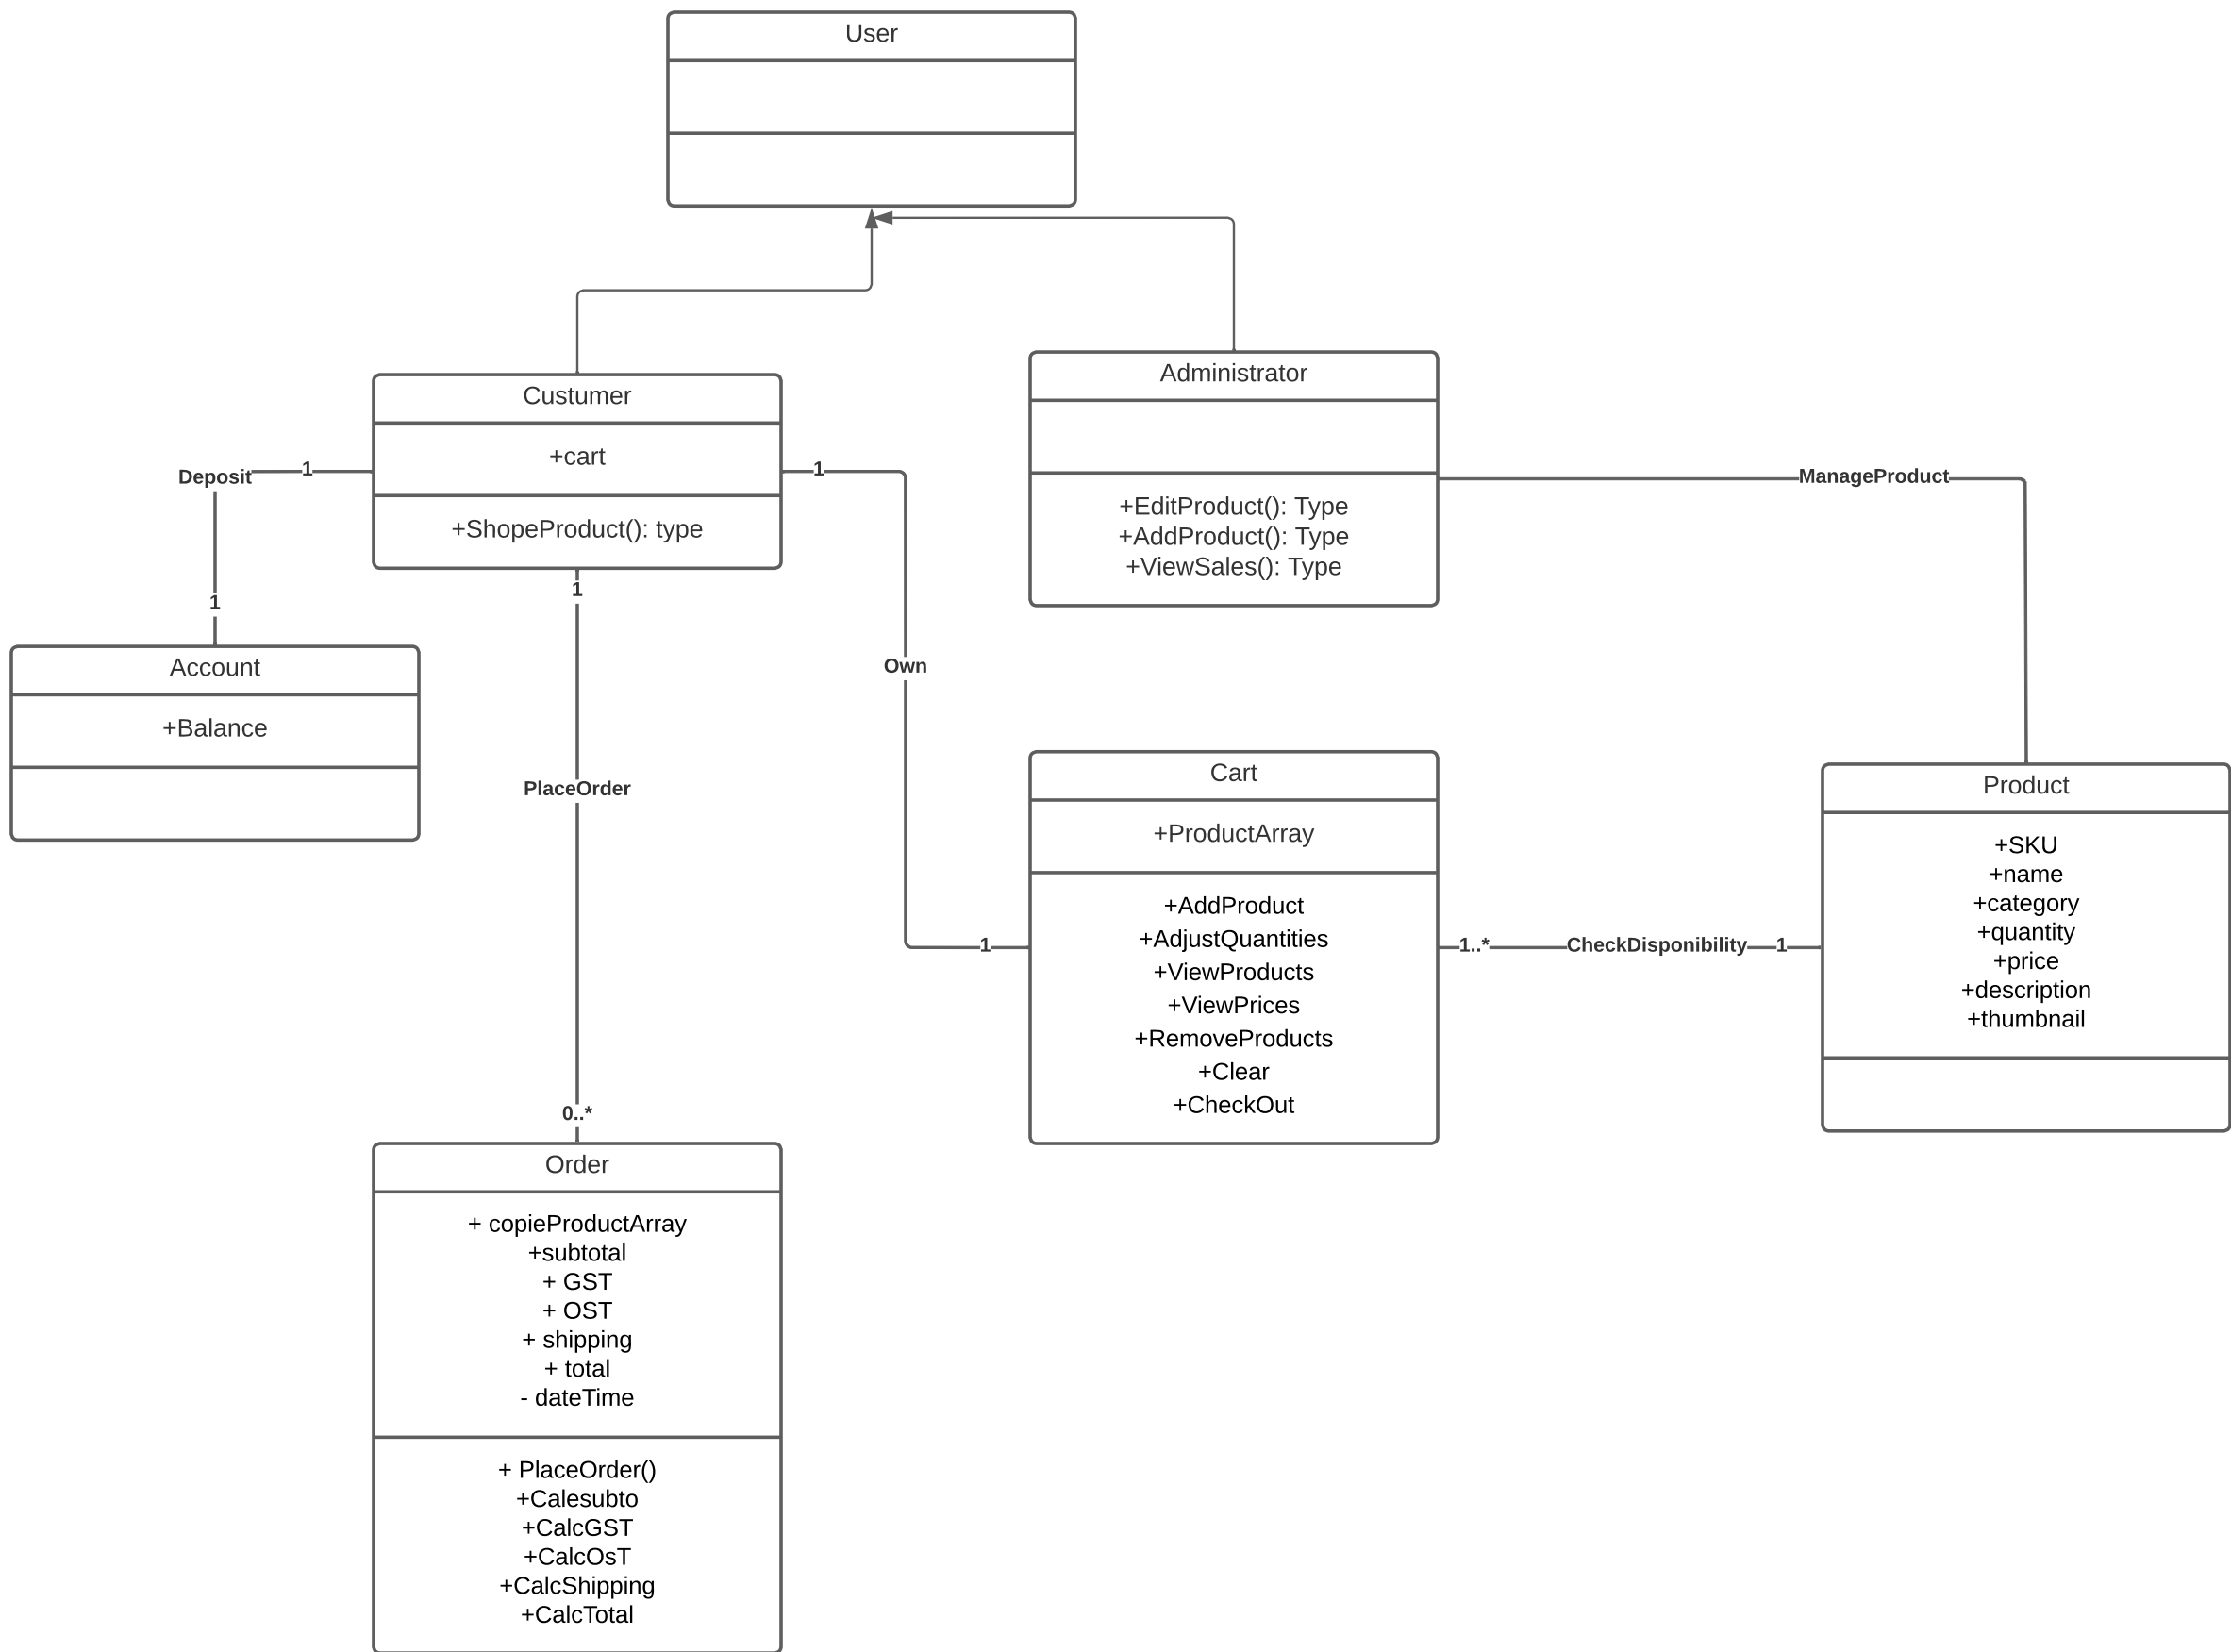 User
Custumer
+cart
+ShopeProduct(): type
Administrator
+EditProduct(): Type
+AddProduct(): Type
+ViewSales(): Type
Deposit
1
1
1
ManageProduct
1
Account
+Balance
Own
PlaceOrder
Cart
+ProductArray
+AddProduct
+AdjustQuantities
+ViewProducts
+ViewPrices
+RemoveProducts
+Clear
+CheckOut
1
1..*
CheckDisponibility
1
Product
+SKU
+name
+category
+quantity
+price
+description
+thumbnail
0..*
Order
+ copieProductArray
+subtotal
+ GST
+ OST
+ shipping
+ total
- dateTime
+ PlaceOrder()
+Calesubto
+CalcGST
+CalcOsT
+CalcShipping
+CalcTotal